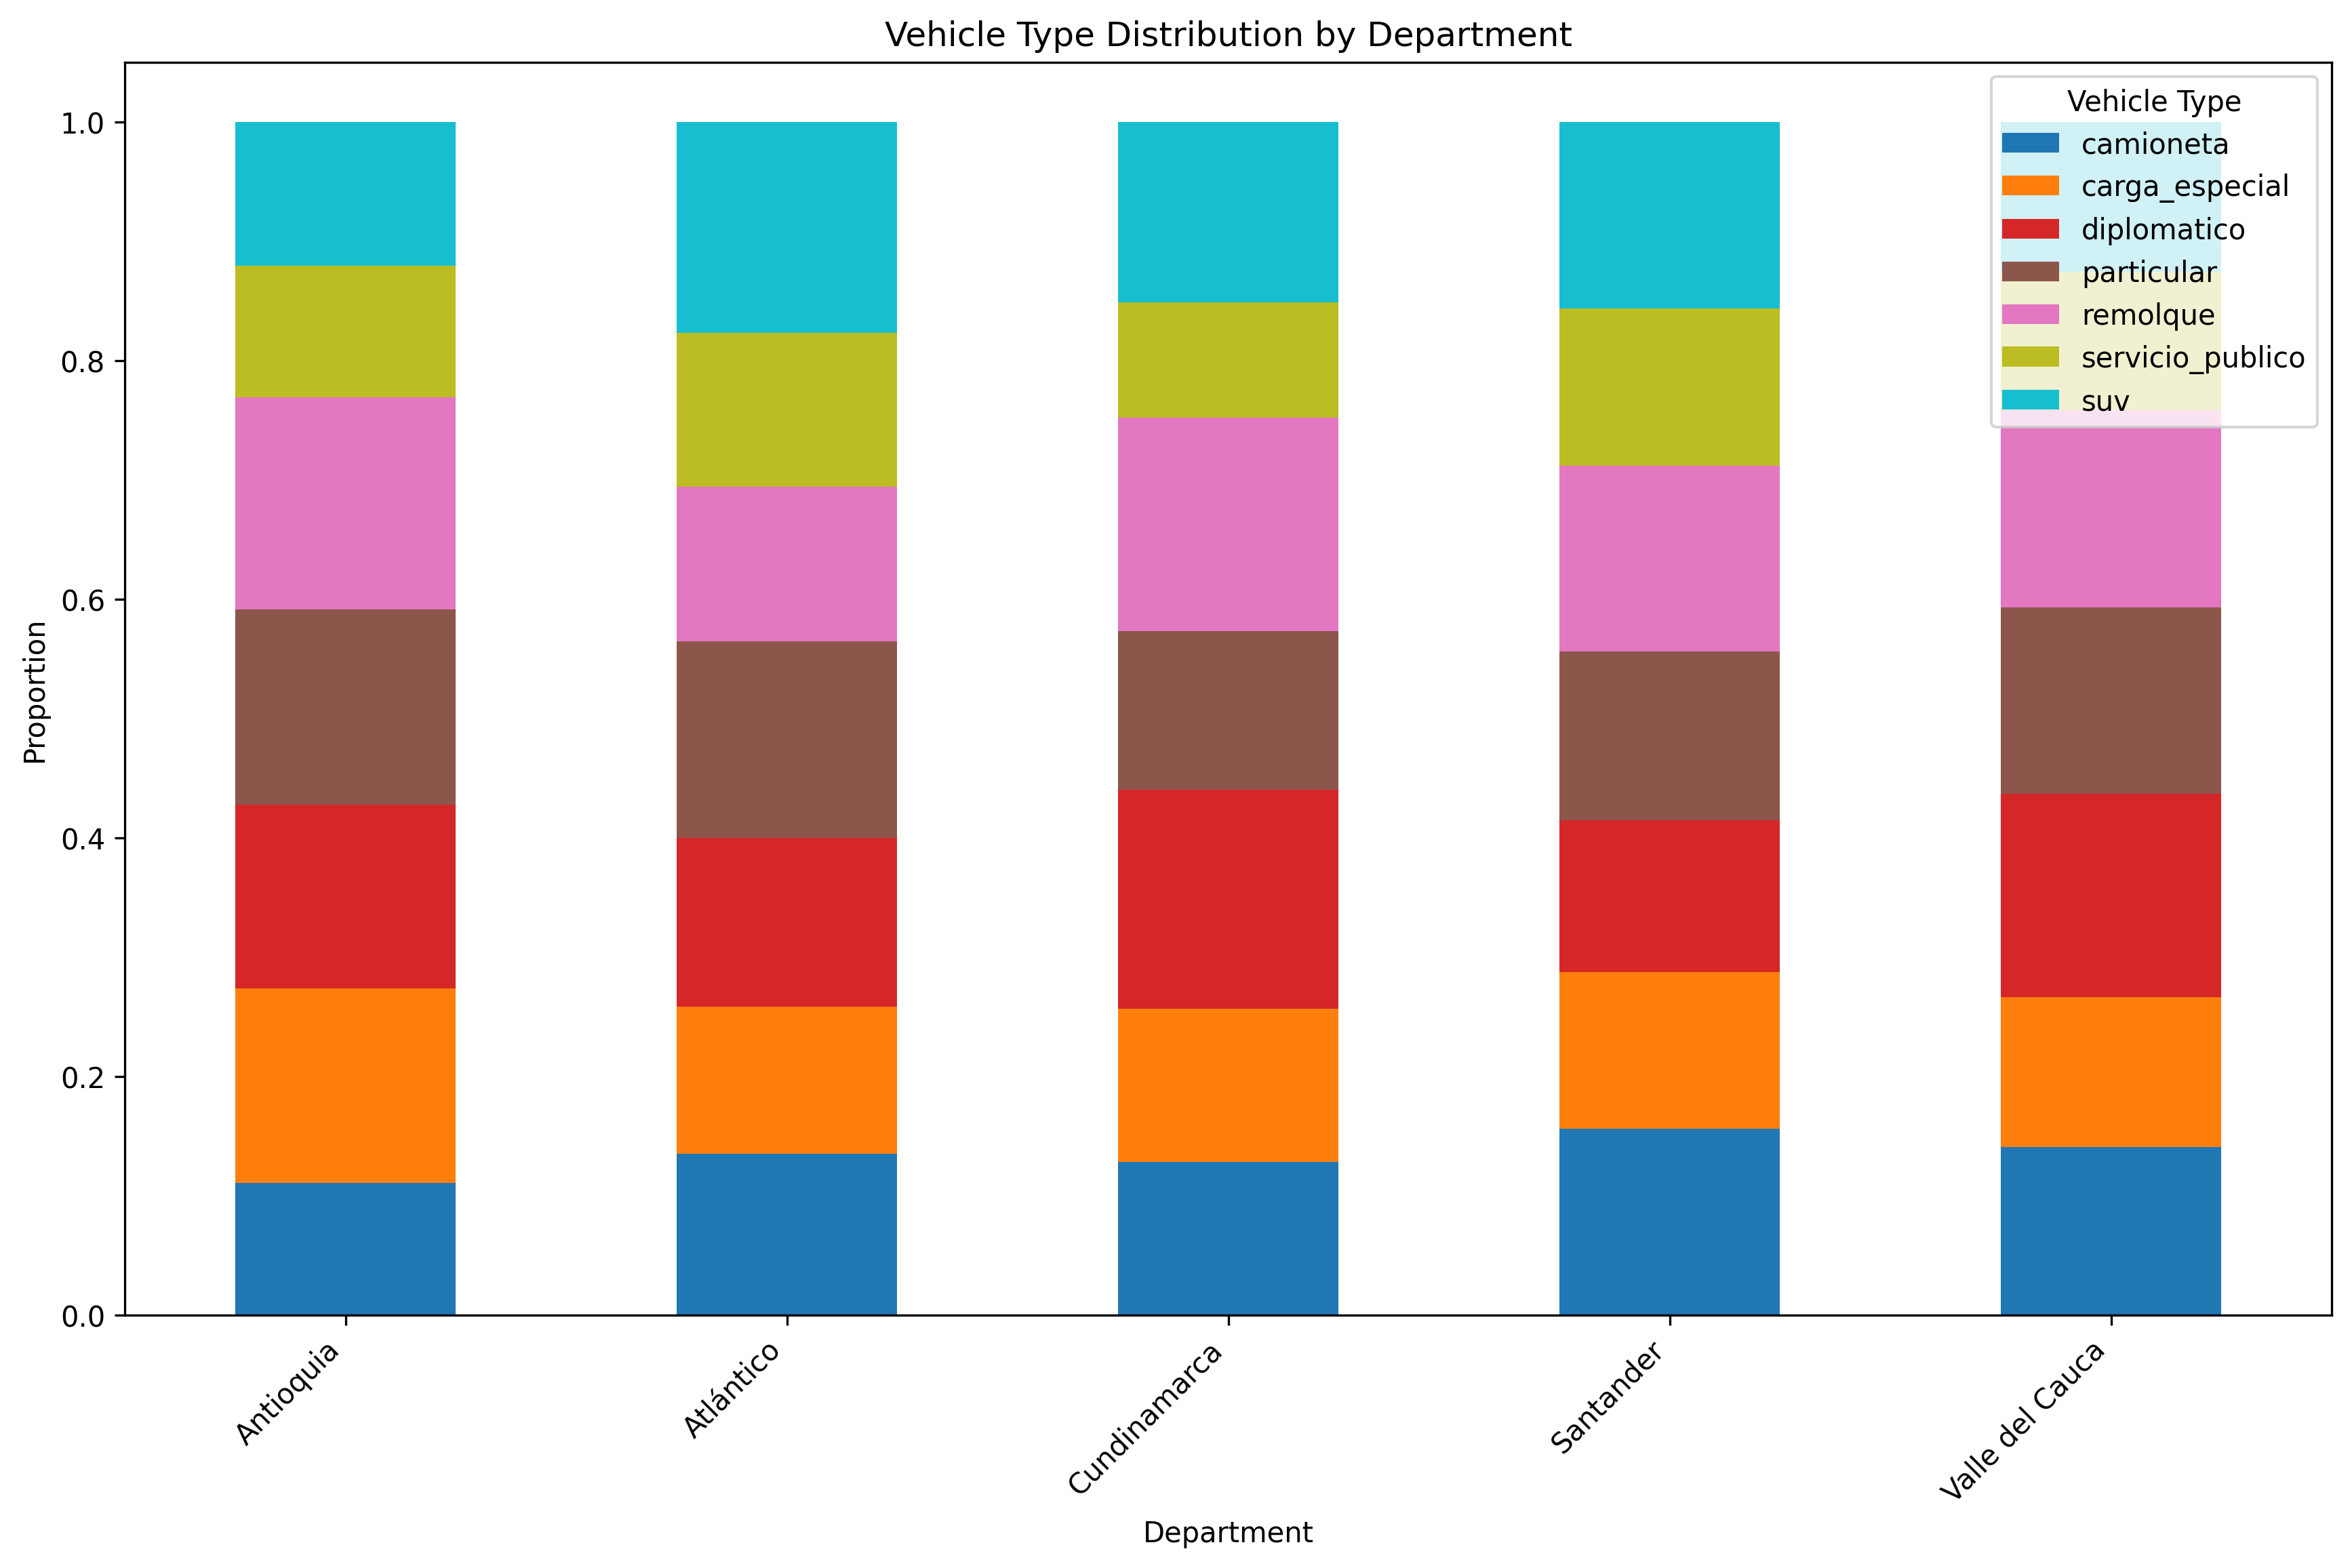 Vehicle Type Distribution by Department
Vehicle Type
camioneta
carga_especial
diplomatico
particular
remolque
servicio_publico
suv
Proportion
1.0
0.8
0.6
0.4
0.2
0.0
Antioquia
Atlántico
Cundinamarca
Santander
Valle del Cauca
Department